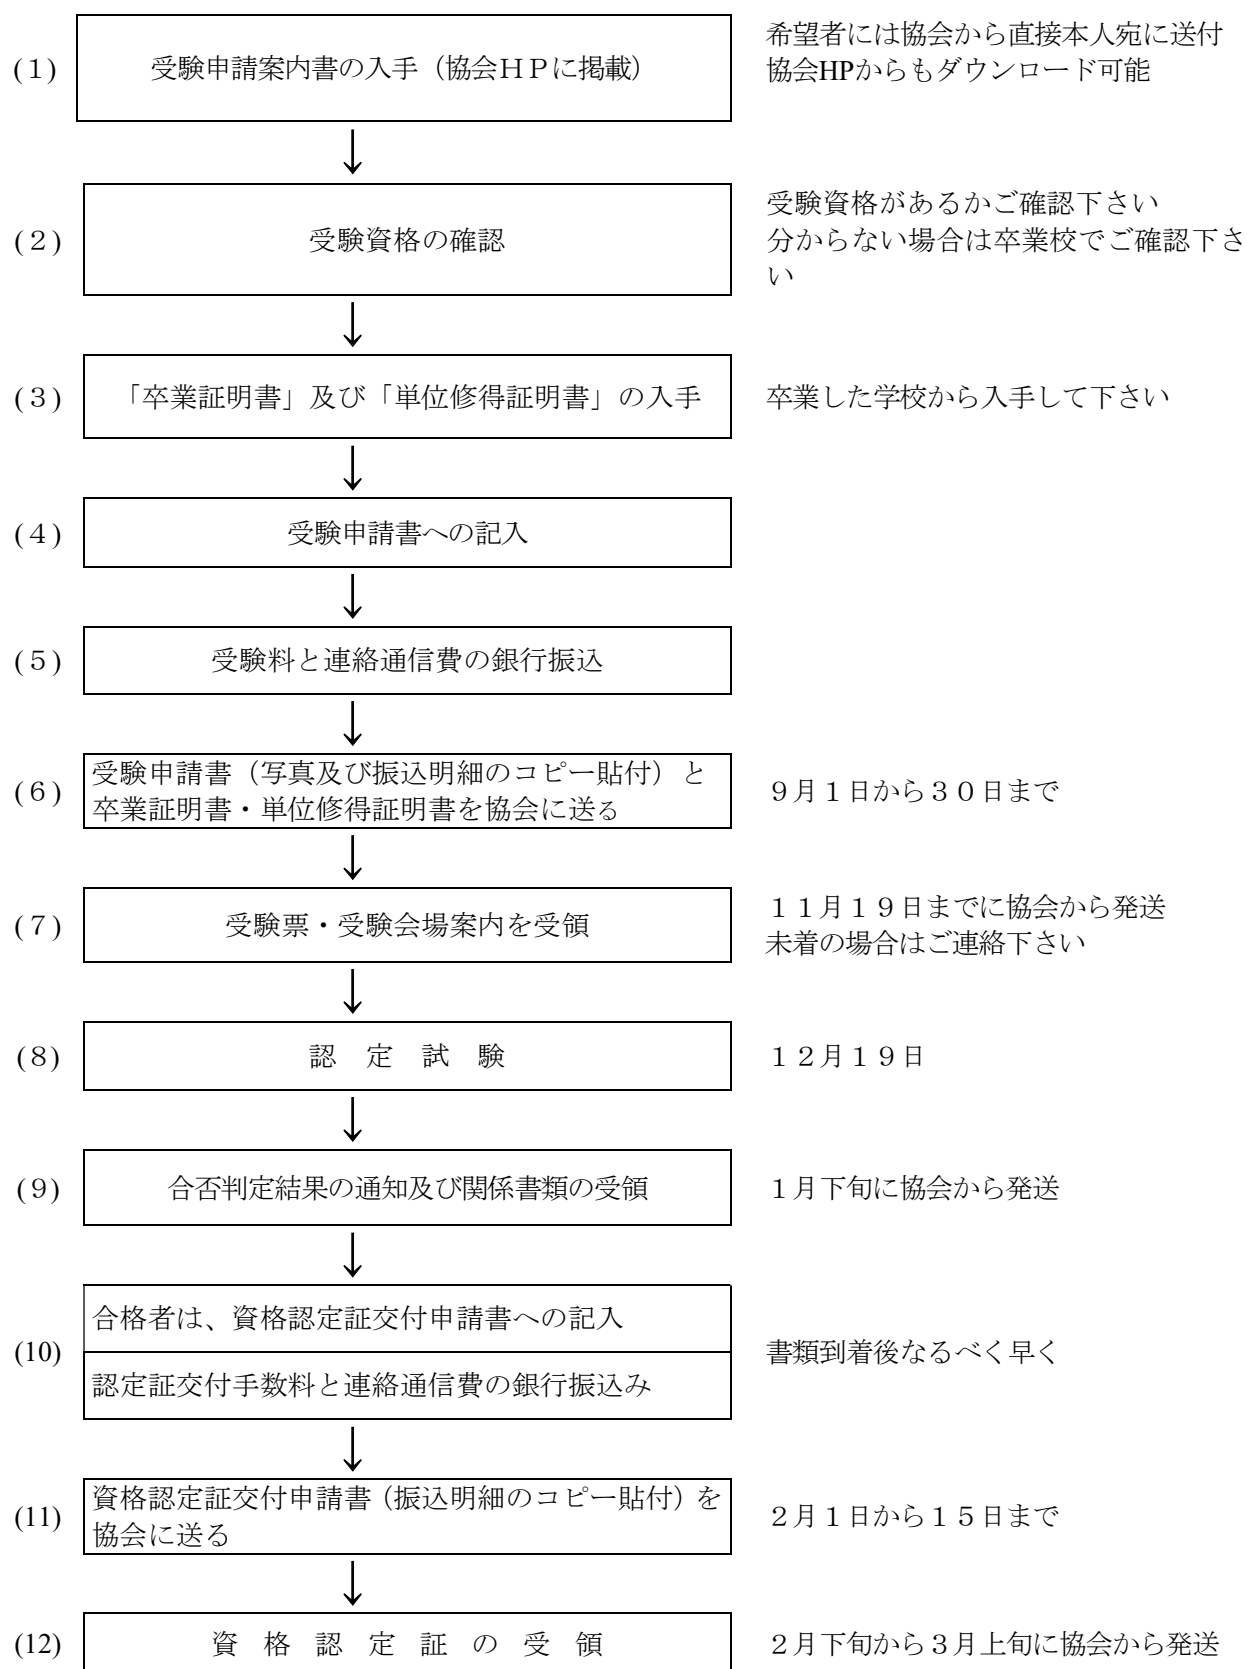 (１) 受験申請案内書の入手（協会ＨＰに掲載） 希望者には協会から直接本人宛に送付
協会HPからもダウンロード可能
(２) 受験資格の確認 受験資格があるかご確認下さい
分からない場合は卒業校でご確認下さ
い
(３) 「卒業証明書」及び「単位修得証明書」の入手 卒業した学校から入手して下さい
(４) 受験申請書への記入
(５) 受験料と連絡通信費の銀行振込
(６) 受験申請書（写真及び振込明細のコピー貼付）と
卒業証明書・単位修得証明書を協会に送る
９月１日から３０日まで
(７) 受験票・受験会場案内を受領 １１月１９日までに協会から発送
未着の場合はご連絡下さい
(８) 認　定　試　験 １２月１９日
(９) 合否判定結果の通知及び関係書類の受領 １月下旬に協会から発送
(10) 合格者は、資格認定証交付申請書への記入
認定証交付手数料と連絡通信費の銀行振込み
書類到着後なるべく早く
(11) 資格認定証交付申請書（振込明細のコピー貼付）を
協会に送る
２月１日から１５日まで
(12) 資　格　認　定　証　の　受　領 ２月下旬から３月上旬に協会から発送